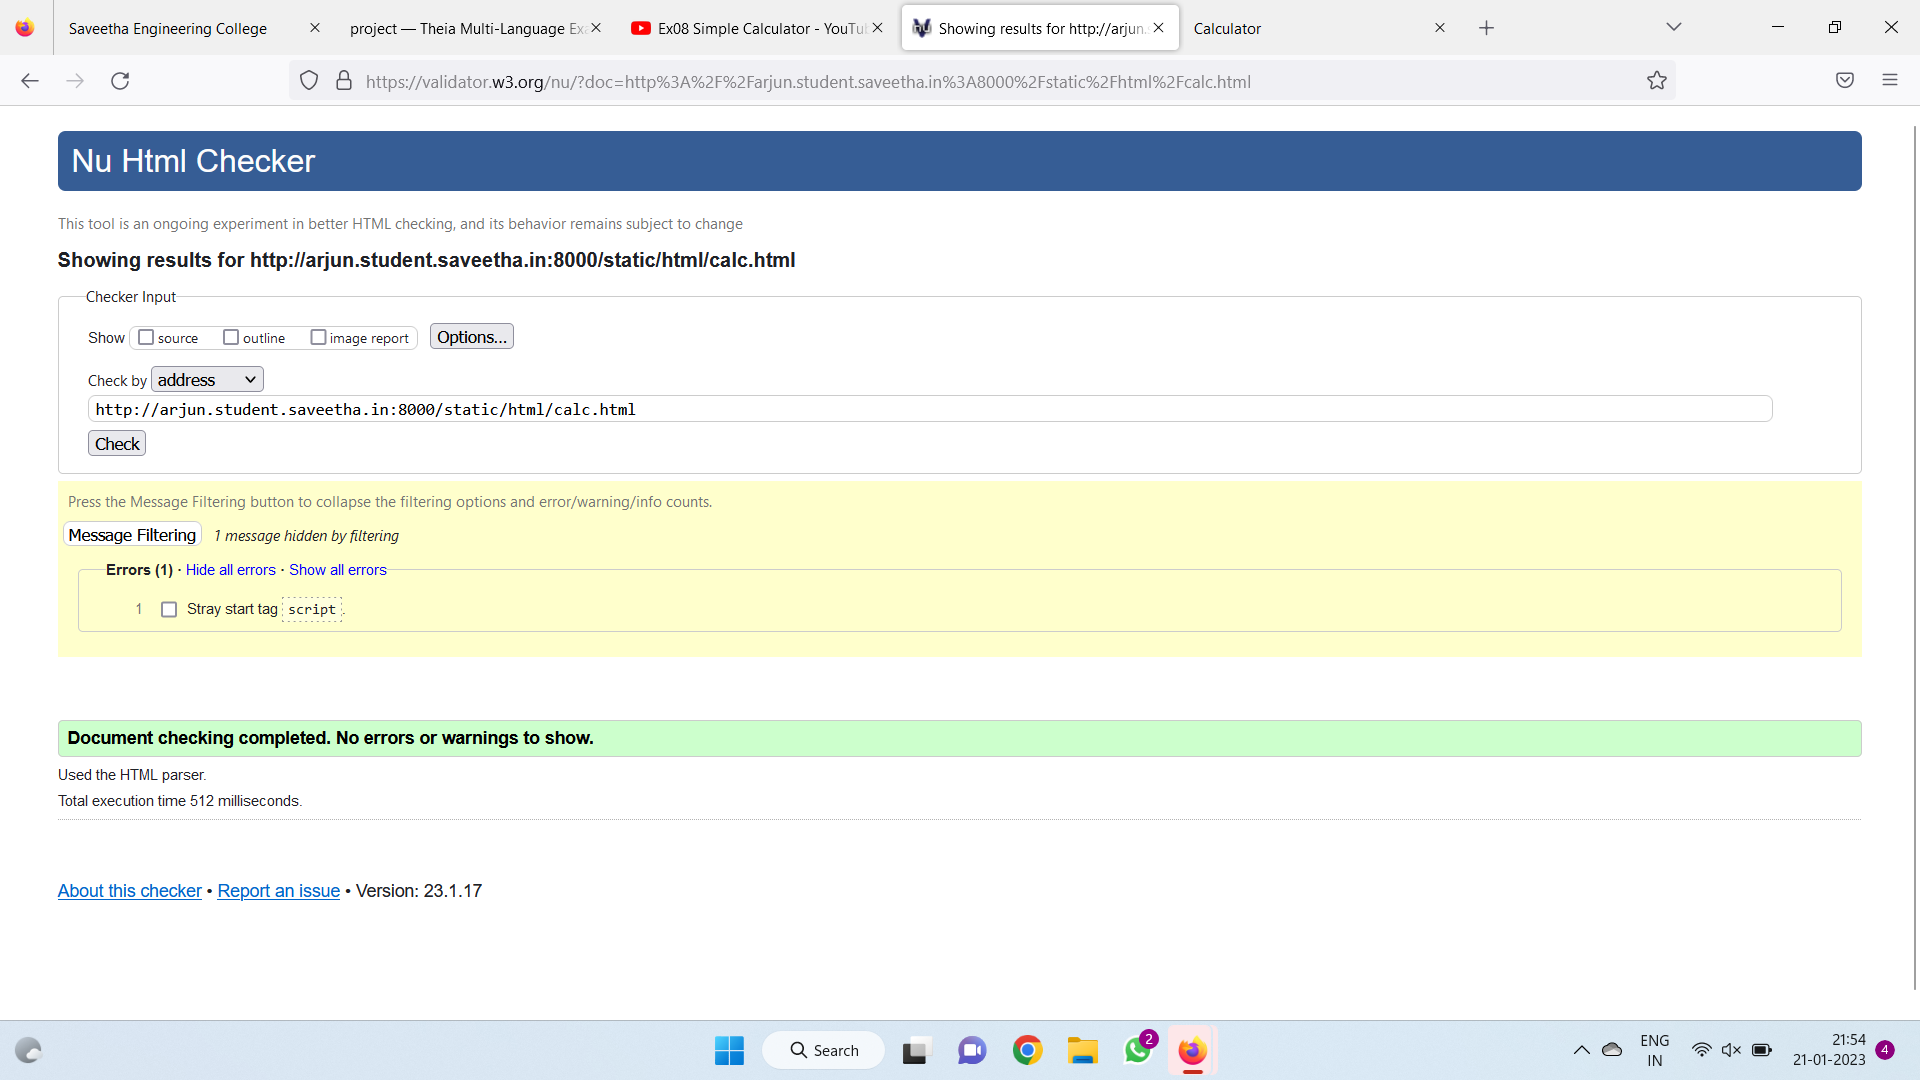 Saveetha Engineering College
project — Theia Multi-Language Exa
Ex08 Simple Calculator - YouTu
Showing results for http://arjun.
Calculator
https://validator.w3.org/nu/?doc=http%3A%2F%2Farjun.student.saveetha.in%3A8000%2Fstatic%2Fhtml%2Fcalc.html
Nu Html Checker
This tool is an ongoing experiment in better HTML checking, and its behavior remains subject to change
Showing results for http://arjun.student.saveetha.in:8000/static/html/calc.html
Checker Input
Show source outline image report Options...
Check by address
http://arjun.student.saveetha.in:8000/static/html/calc.html
Check
Press the Message Filtering button to collapse the filtering options and error/warning/info counts.
Message Filtering 1 message hidden by filtering
Errors (1) · Hide all errors · Show all errors
1 Stray start tag script.
Document checking completed. No errors or warnings to show.
Used the HTML parser.
Total execution time 512 milliseconds.
About this checker • Report an issue • Version: 23.1.17
Search
2
ENG
IN
21:54
21-01-2023
4